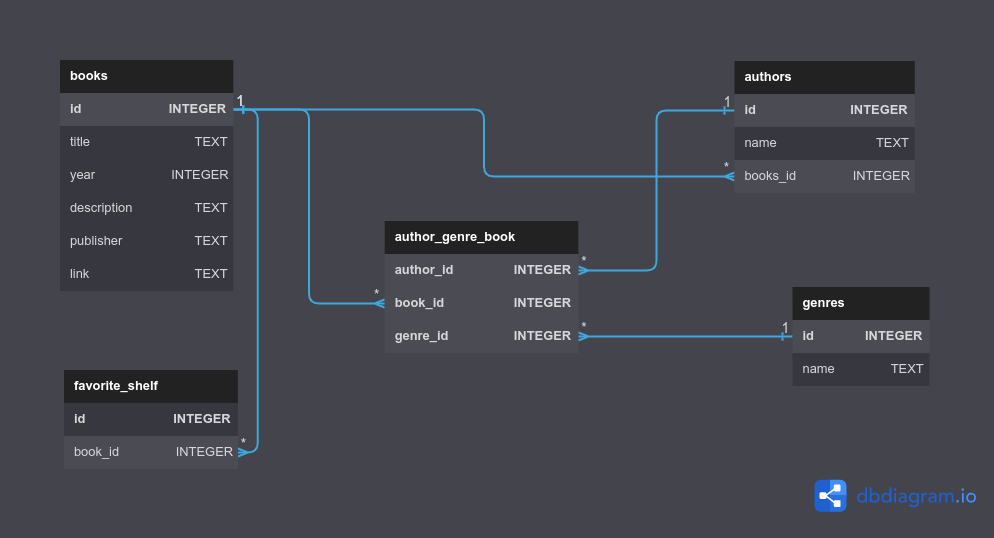 books
id INTEGER
title TEXT
year INTEGER
description TEXT
publisher TEXT
link TEXT
1
authors
1
id INTEGER
name TEXT
*
books_id INTEGER
author_genre_book
author_id INTEGER
*
*
book_id INTEGER
genre_id INTEGER
*
genres
1
id INTEGER
name TEXT
favorite_shelf
id INTEGER
book_id INTEGER
*
dbdiagram.io